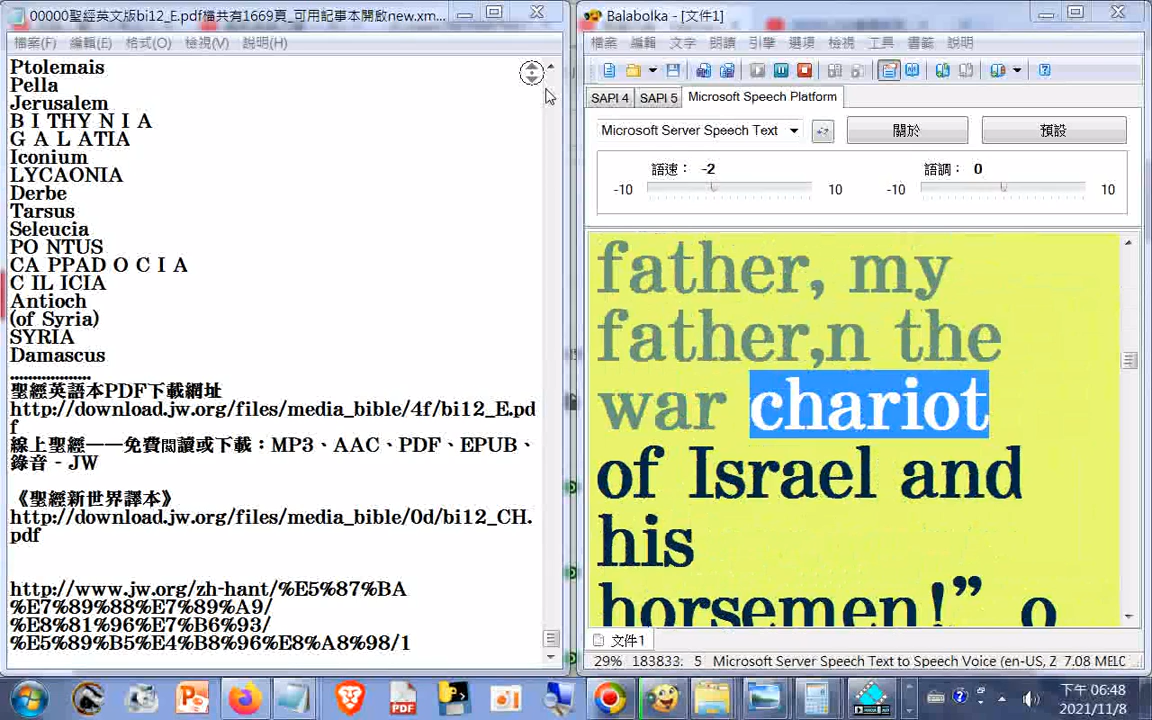 00000聖經英文版bi12_E.pdf檔共有1669頁_可用記事本開啟new.xm...
檔案(F) 編輯(E) 格式(O) 檢視(V) 說明(H)
Ptolemais
Pella
Jerusalem
B I THY N I A
G A L ATIA
Iconium
LYCAONIA
Derbe
Tarsus
Seleucia
PO NTUS
CA PPAD O C I A
C IL ICIA
Antioch
(of Syria)
SYRIA
Damascus
..................
聖經英語本PDF下載網址
http://download.jw.org/files/media_bible/4f/bi12_E.pd
f
線上聖經——免費閱讀或下載：MP3、AAC、PDF、EPUB、
錄音 - JW
《聖經新世界譯本》
http://download.jw.org/files/media_bible/0d/bi12_CH.
pdf
http://www.jw.org/zh-hant/%E5%87%BA
%E7%89%88%E7%89%A9/
%E8%81%96%E7%B6%93/
%E5%89%B5%E4%B8%96%E8%A8%98/1
Balabolka - [文件1]
檔案 編輯 文字 朗讀 引擎 選項 檢視 工具 書籤 說明
SAPI 4 SAPI 5 Microsoft Speech Platform
Microsoft Server Speech Text 關於 預設
語速： -2 語調： 0
-10 10 -10 10
father, my
father,n the
war chariot
of Israel and
his
horsemen!” o
文件1
29% 183833: 5 Microsoft Server Speech Text to Speech Voice (en-US, Z 7.08 MELC
PDF
下午 06:48
2021/11/8